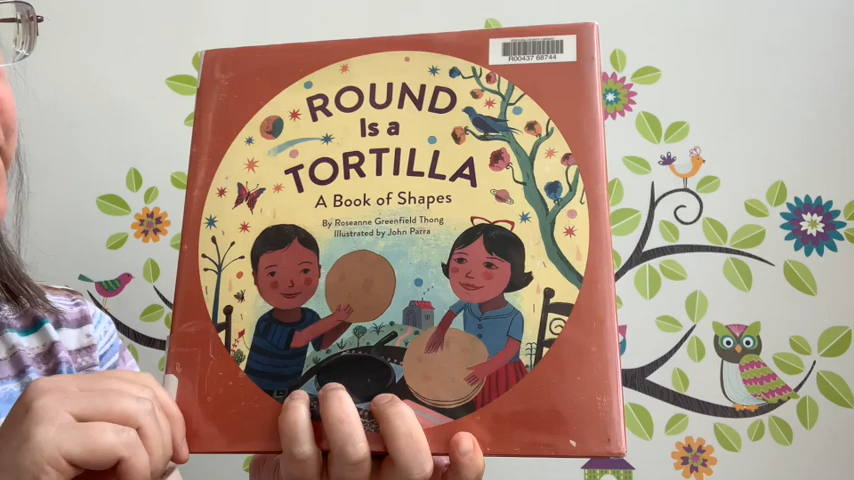 R00437 68744
ROUND
Is a
TORTILLA
A Book of Shapes
By Roseanne Greenfield Thong
Illustrated by John Parra